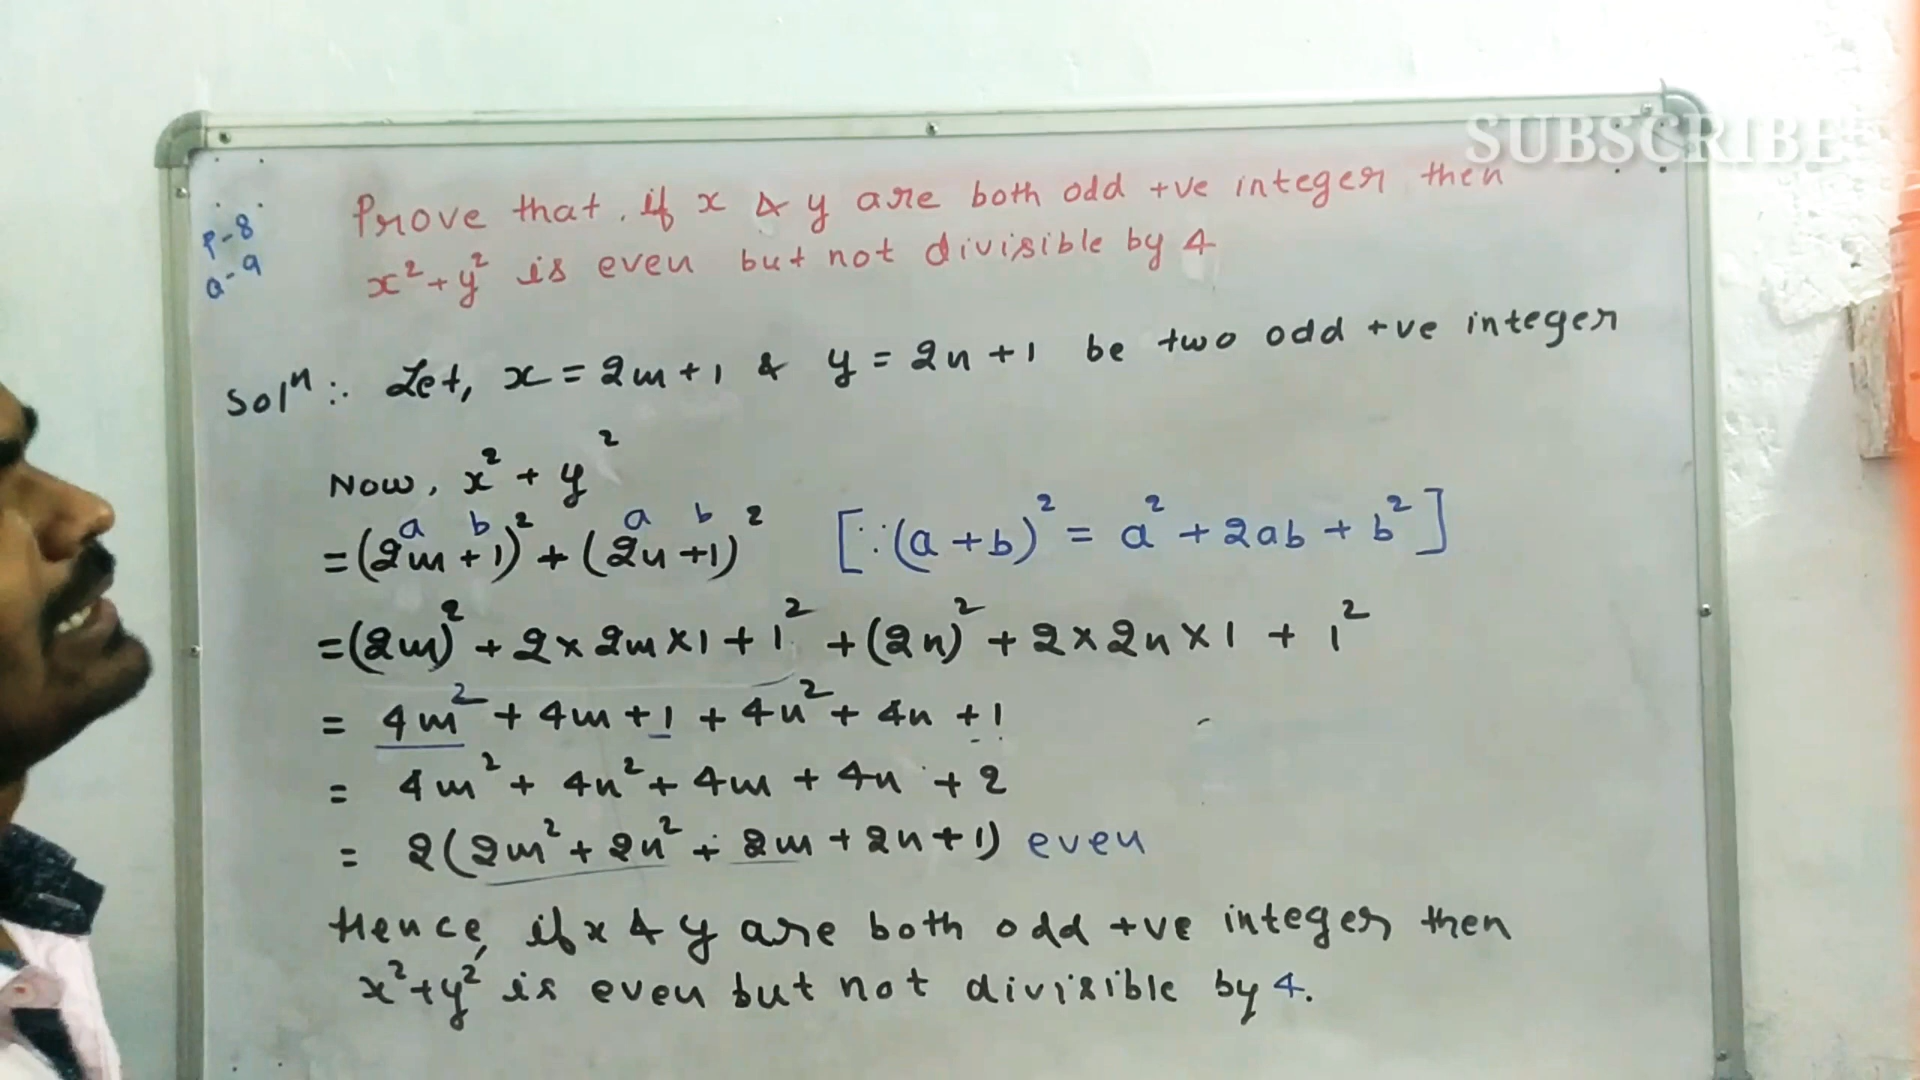 SUBSCRIBE
P-8
Q-9
Prove that, if x & y are both odd +ve integer then
x²+y² is even but not divisible by 4
Solⁿ:. Let, x = 2m+1 & y = 2n+1 be two odd +ve integer
Now, x² + y²
a b a b
=(2m+1)²+(2n+1)² [∵(a+b)² = a²+2ab+b²]
=(2m)²+2×2m×1+1²+(2n)²+2×2n×1+1²
= 4m²+4m+1+4n²+4n+1
= 4m²+4n²+4m+4n+2
= 2(2m²+2n²+2m+2n+1) even
Hence, if x & y are both odd +ve integer then
x²+y² is even but not divisible by 4.